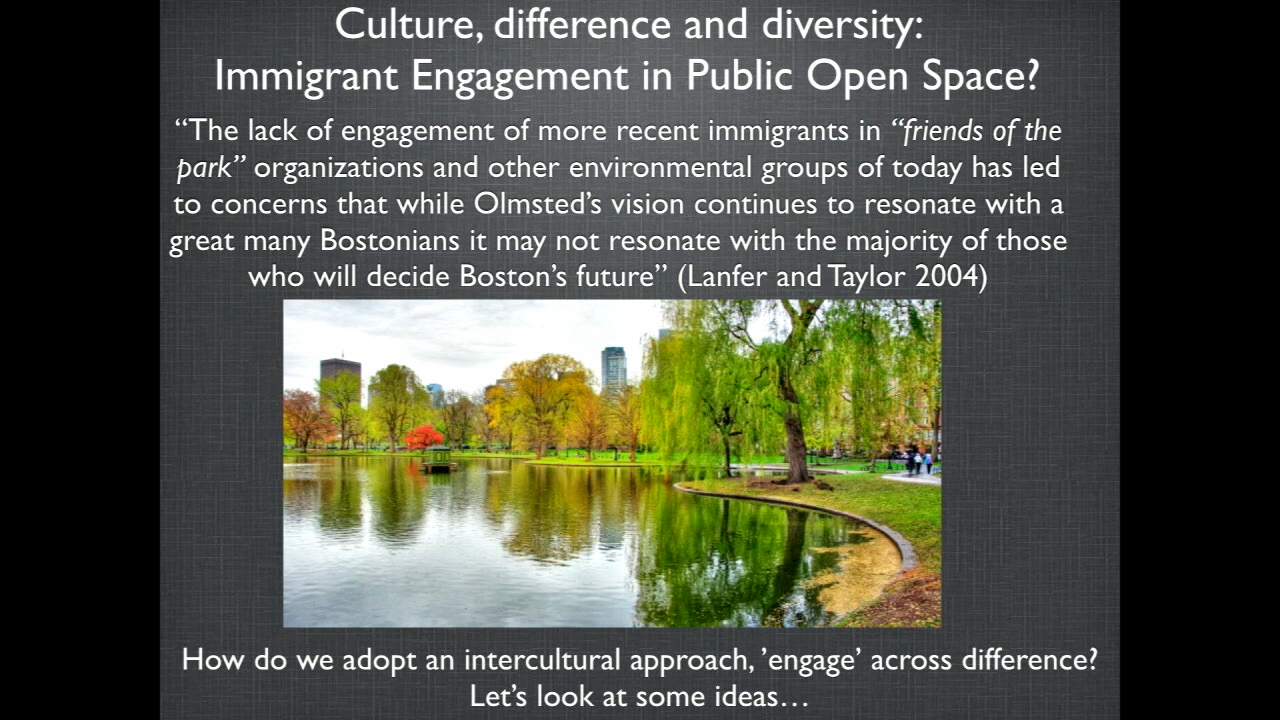 Culture, difference and diversity:
Immigrant Engagement in Public Open Space?
“The lack of engagement of more recent immigrants in “friends of the
park” organizations and other environmental groups of today has led
to concerns that while Olmsted’s vision continues to resonate with a
great many Bostonians it may not resonate with the majority of those
who will decide Boston’s future” (Lanfer and Taylor 2004)
How do we adopt an intercultural approach, ’engage’ across difference?
Let’s look at some ideas…